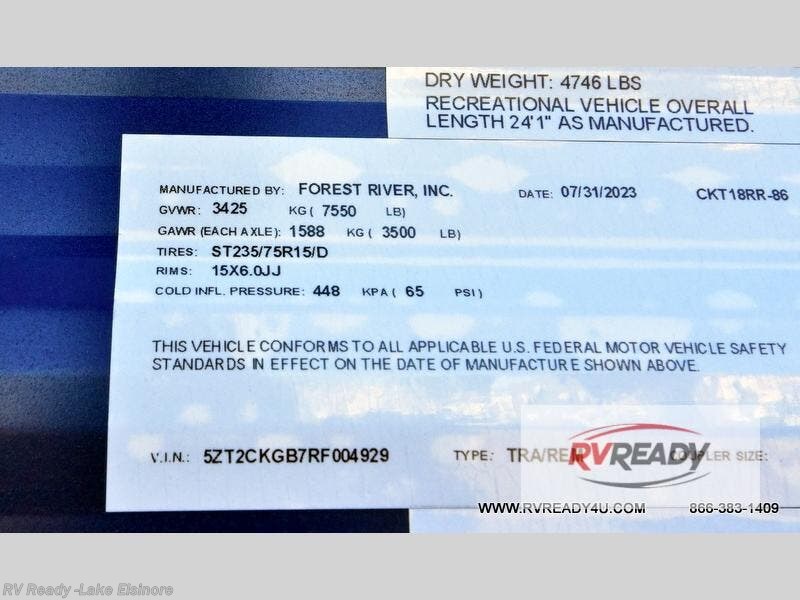 DRY WEIGHT: 4746 LBS
RECREATIONAL VEHICLE OVERALL
LENGTH 24'1" AS MANUFACTURED.
MANUFACTURED BY: FOREST RIVER, INC. DATE: 07/31/2023 CKT18RR-86
GVWR: 3425 KG ( 7550 LB)
GAWR (EACH AXLE): 1588 KG ( 3500 LB)
TIRES: ST235/75R15/D
RIMS: 15X6.0JJ
COLD INFL. PRESSURE: 448 KPA ( 65 PSI )
THIS VEHICLE CONFORMS TO ALL APPLICABLE U.S. FEDERAL MOTOR VEHICLE SAFETY
STANDARDS IN EFFECT ON THE DATE OF MANUFACTURE SHOWN ABOVE.
V.I.N.: 5ZT2CKGB7RF004929 TYPE: TRA/REM COUPLER SIZE:
RVREADY
WWW.RVREADY4U.COM 866-383-1409
RV Ready -Lake Elsinore